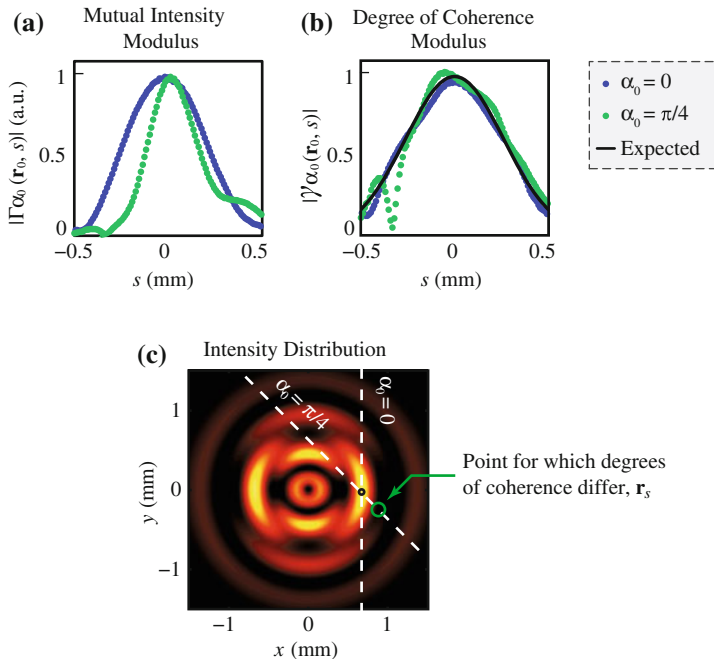 (a) Mutual Intensity
Modulus
|Γα₀(r₀, s)| (a.u.)
1
0.5
0
−0.5 0 0.5
s (mm)
(b) Degree of Coherence
Modulus
|γα₀(r₀, s)|
1
0.5
0
−0.5 0 0.5
s (mm)
α₀ = 0
α₀ = π/4
Expected
(c) Intensity Distribution
α₀ = π/4
α₀ = 0
y (mm)
1
0
−1
−1 0 1
x (mm)
Point for which degrees
of coherence differ, rₛ